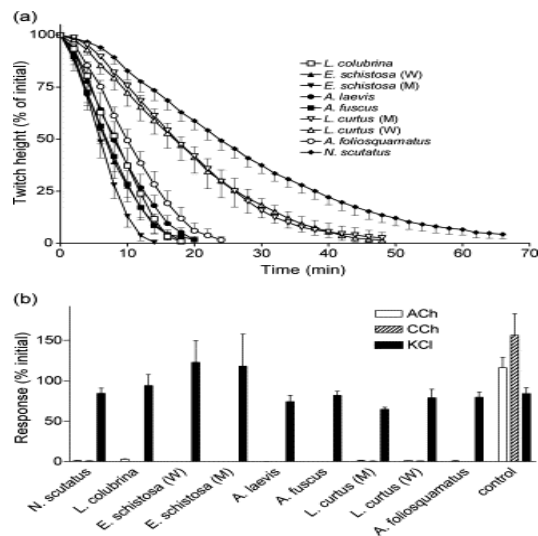 (a)
Twitch height (% of initial)
100
75
50
25
0
L. colubrina
E. schistosa (W)
E. schistosa (M)
A. laevis
A. fuscus
L. curtus (M)
L. curtus (W)
A. foliosquamatus
N. scutatus
0 10 20 30 40 50 60 70
Time (min)
(b)
Response (% initial)
150
100
50
0
ACh
CCh
KCl
N. scutatus
L. colubrina
E. schistosa (W)
E. schistosa (M)
A. laevis
A. fuscus
L. curtus (M)
L. curtus (W)
A. foliosquamatus
control